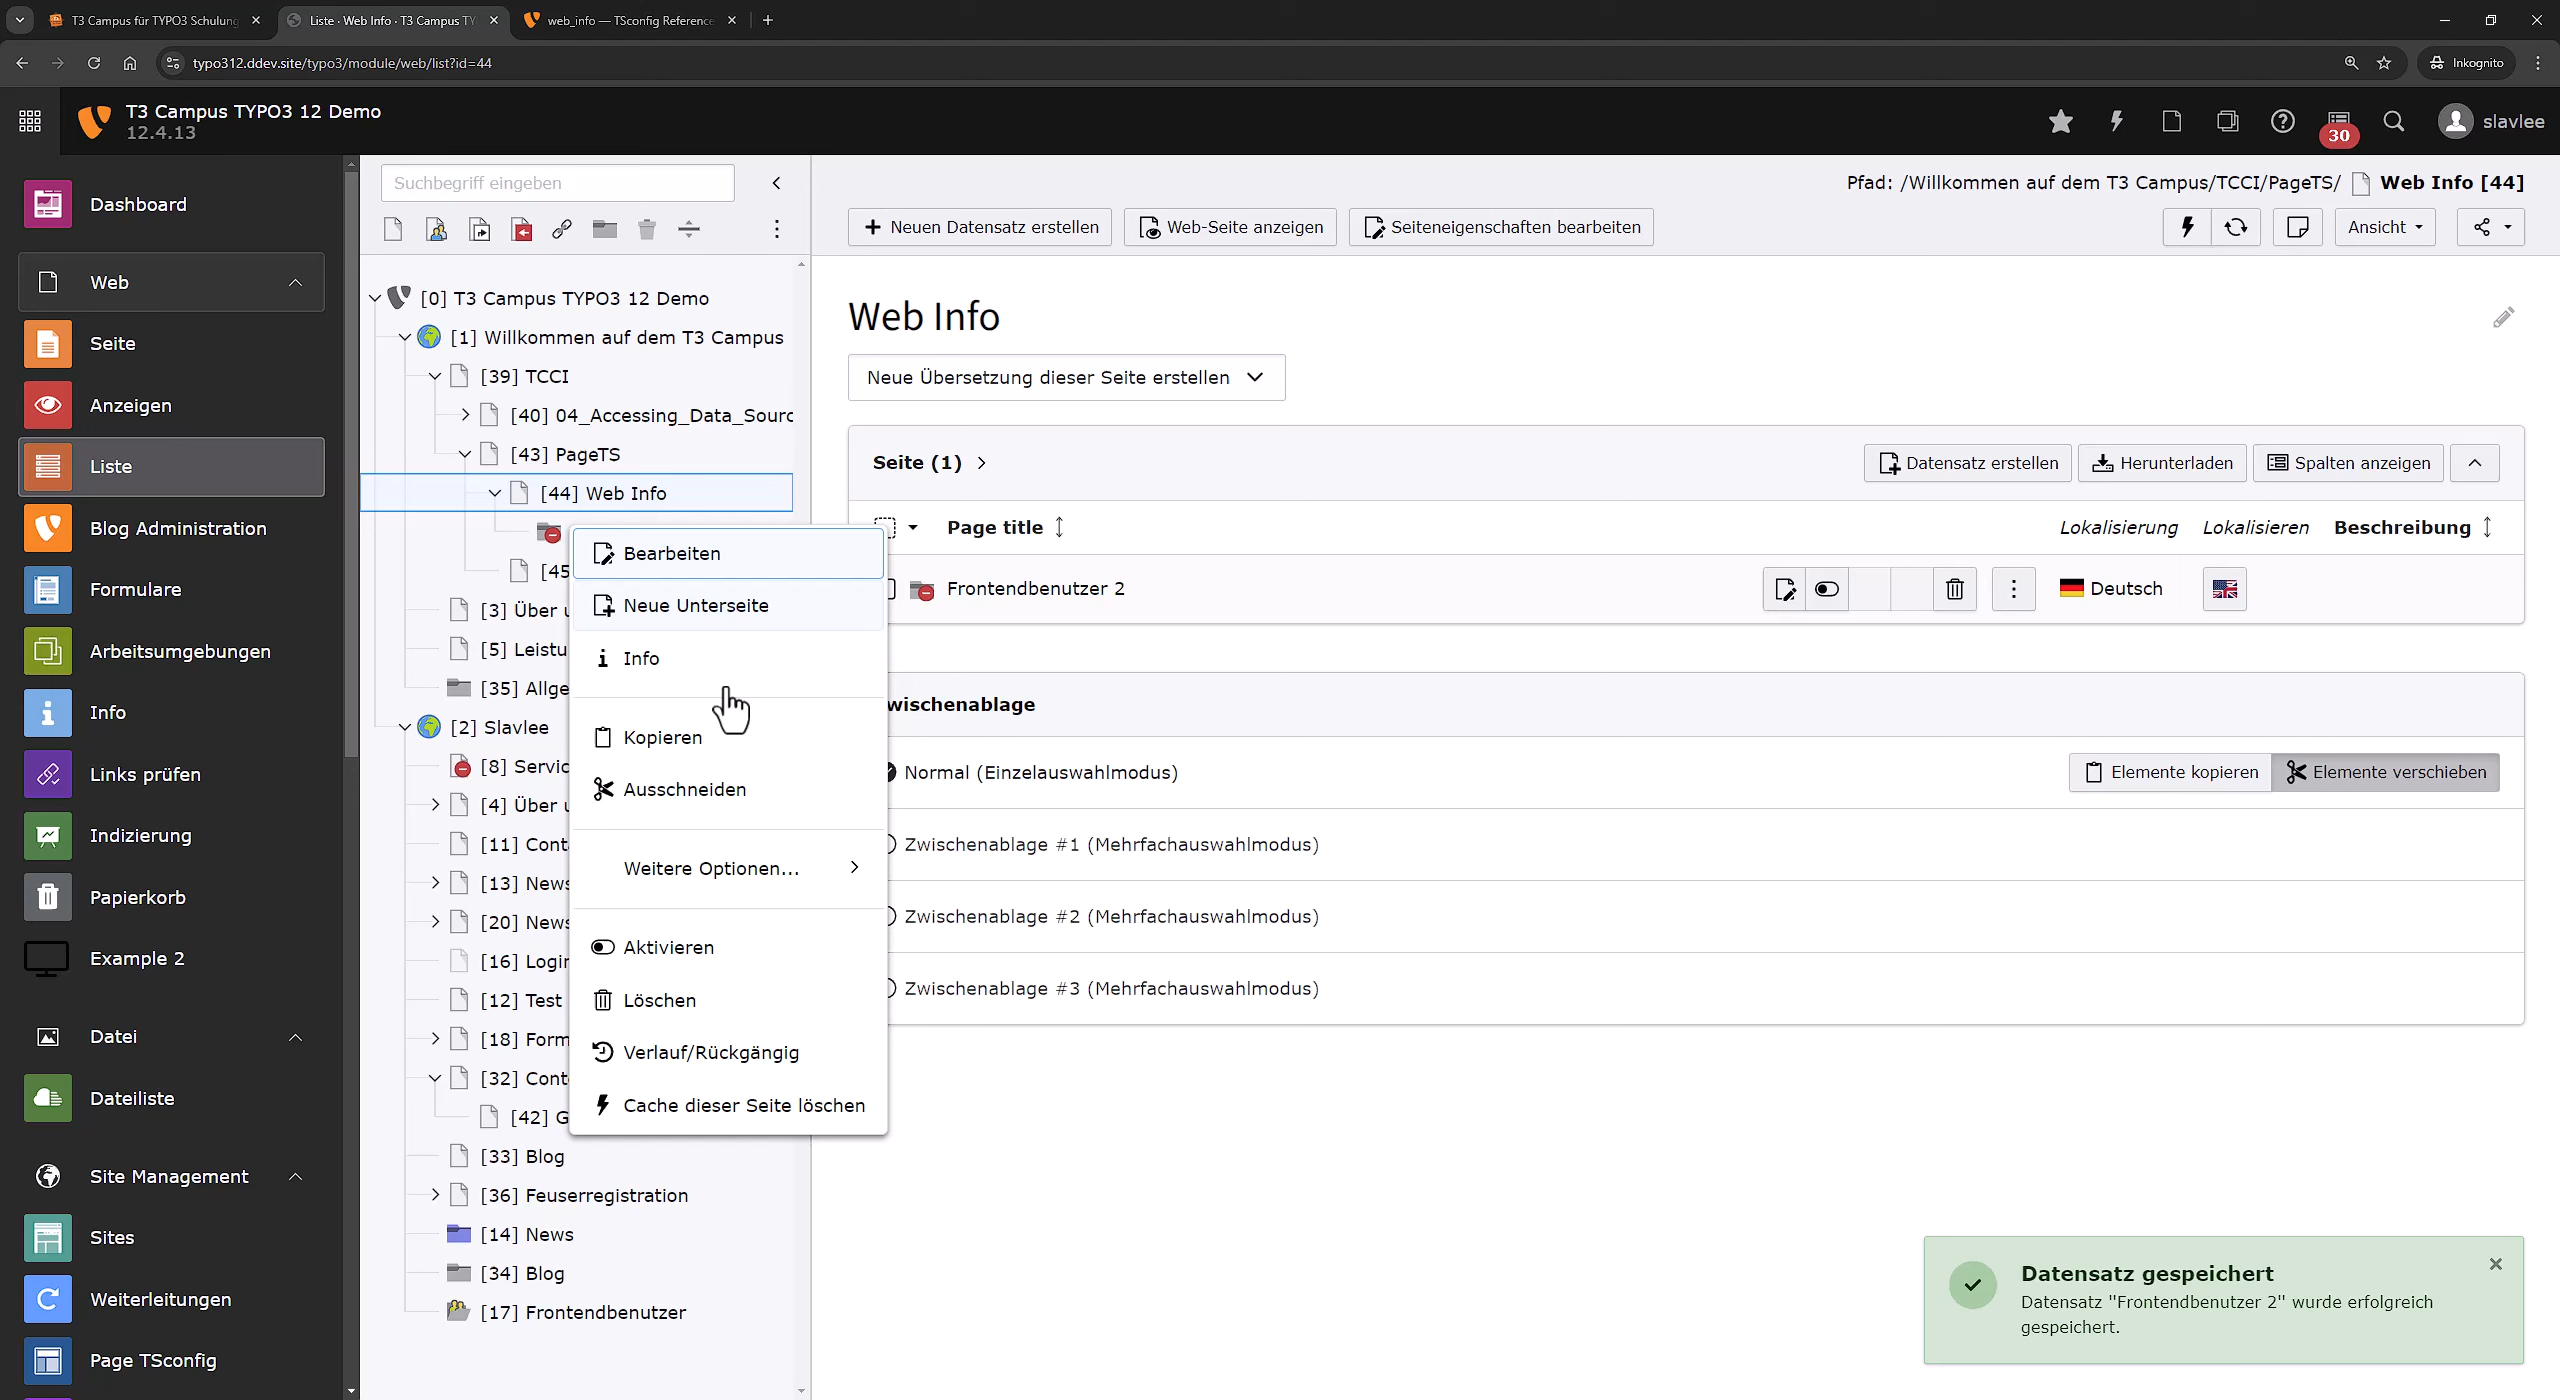 T3 Campus für TYPO3 Schulung
Liste · Web Info · T3 Campus TY
web_info — TSconfig Reference
typo312.ddev.site/typo3/module/web/list?id=44
Inkognito
T3 Campus TYPO3 12 Demo
12.4.13
30
slavlee
Dashboard
Web
Seite
Anzeigen
Liste
Blog Administration
Formulare
Arbeitsumgebungen
Info
Links prüfen
Indizierung
Papierkorb
Example 2
Datei
Dateiliste
Site Management
Sites
Weiterleitungen
Page TSconfig
Suchbegriff eingeben
[0] T3 Campus TYPO3 12 Demo
[1] Willkommen auf dem T3 Campus
[39] TCCI
[40] 04_Accessing_Data_Sourc
[43] PageTS
[44] Web Info
[45
[3] Über u
[5] Leistu
[35] Allge
[2] Slavlee
[8] Servic
[4] Über u
[11] Cont
[13] News
[20] News
[16] Login
[12] Test
[18] Form
[32] Cont
[42] G
[33] Blog
[36] Feuserregistration
[14] News
[34] Blog
[17] Frontendbenutzer
Bearbeiten
Neue Unterseite
Info
Kopieren
Ausschneiden
Weitere Optionen...
Aktivieren
Löschen
Verlauf/Rückgängig
Cache dieser Seite löschen
Pfad: /Willkommen auf dem T3 Campus/TCCI/PageTS/ Web Info [44]
Neuen Datensatz erstellen
Web-Seite anzeigen
Seiteneigenschaften bearbeiten
Ansicht
Web Info
Neue Übersetzung dieser Seite erstellen
Seite (1)
Datensatz erstellen
Herunterladen
Spalten anzeigen
Page title
Lokalisierung
Lokalisieren
Beschreibung
Frontendbenutzer 2
Deutsch
wischenablage
Normal (Einzelauswahlmodus)
Elemente kopieren
Elemente verschieben
Zwischenablage #1 (Mehrfachauswahlmodus)
Zwischenablage #2 (Mehrfachauswahlmodus)
Zwischenablage #3 (Mehrfachauswahlmodus)
Datensatz gespeichert
Datensatz "Frontendbenutzer 2" wurde erfolgreich
gespeichert.